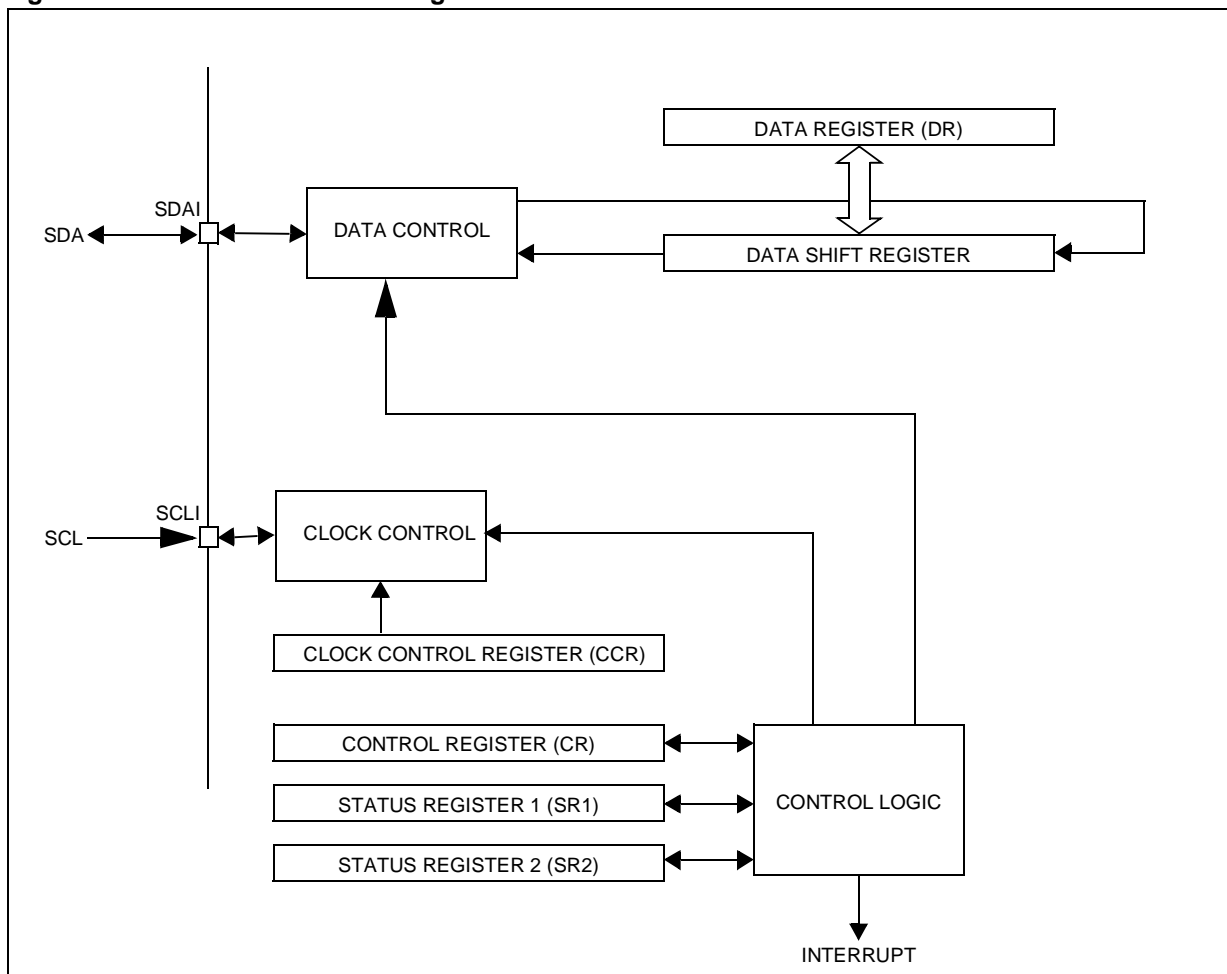 DATA REGISTER (DR)
SDAI
SDA
DATA CONTROL
DATA SHIFT REGISTER
SCLI
SCL
CLOCK CONTROL
CLOCK CONTROL REGISTER (CCR)
CONTROL REGISTER (CR)
STATUS REGISTER 1 (SR1)
CONTROL LOGIC
STATUS REGISTER 2 (SR2)
INTERRUPT